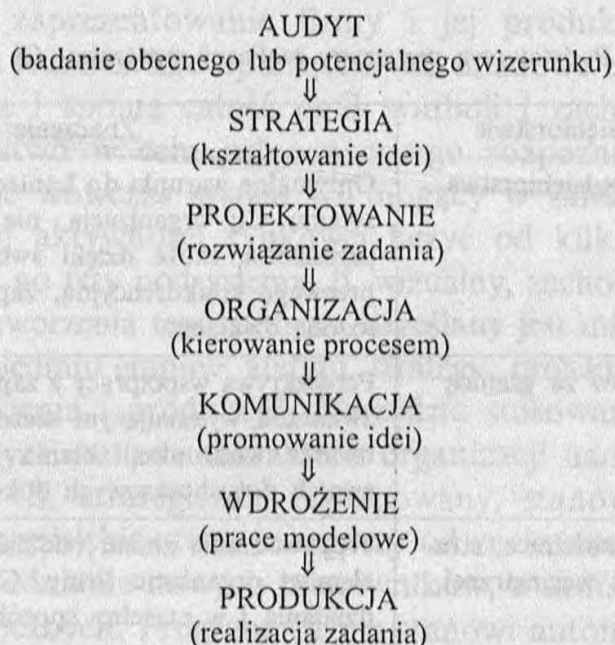 AUDYT
(badanie obecnego lub potencjalnego wizerunku)
⇓
STRATEGIA
(kształtowanie idei)
⇓
PROJEKTOWANIE
(rozwiązanie zadania)
⇓
ORGANIZACJA
(kierowanie procesem)
⇓
KOMUNIKACJA
(promowanie idei)
⇓
WDROŻENIE
(prace modelowe)
⇓
PRODUKCJA
(realizacja zadania)